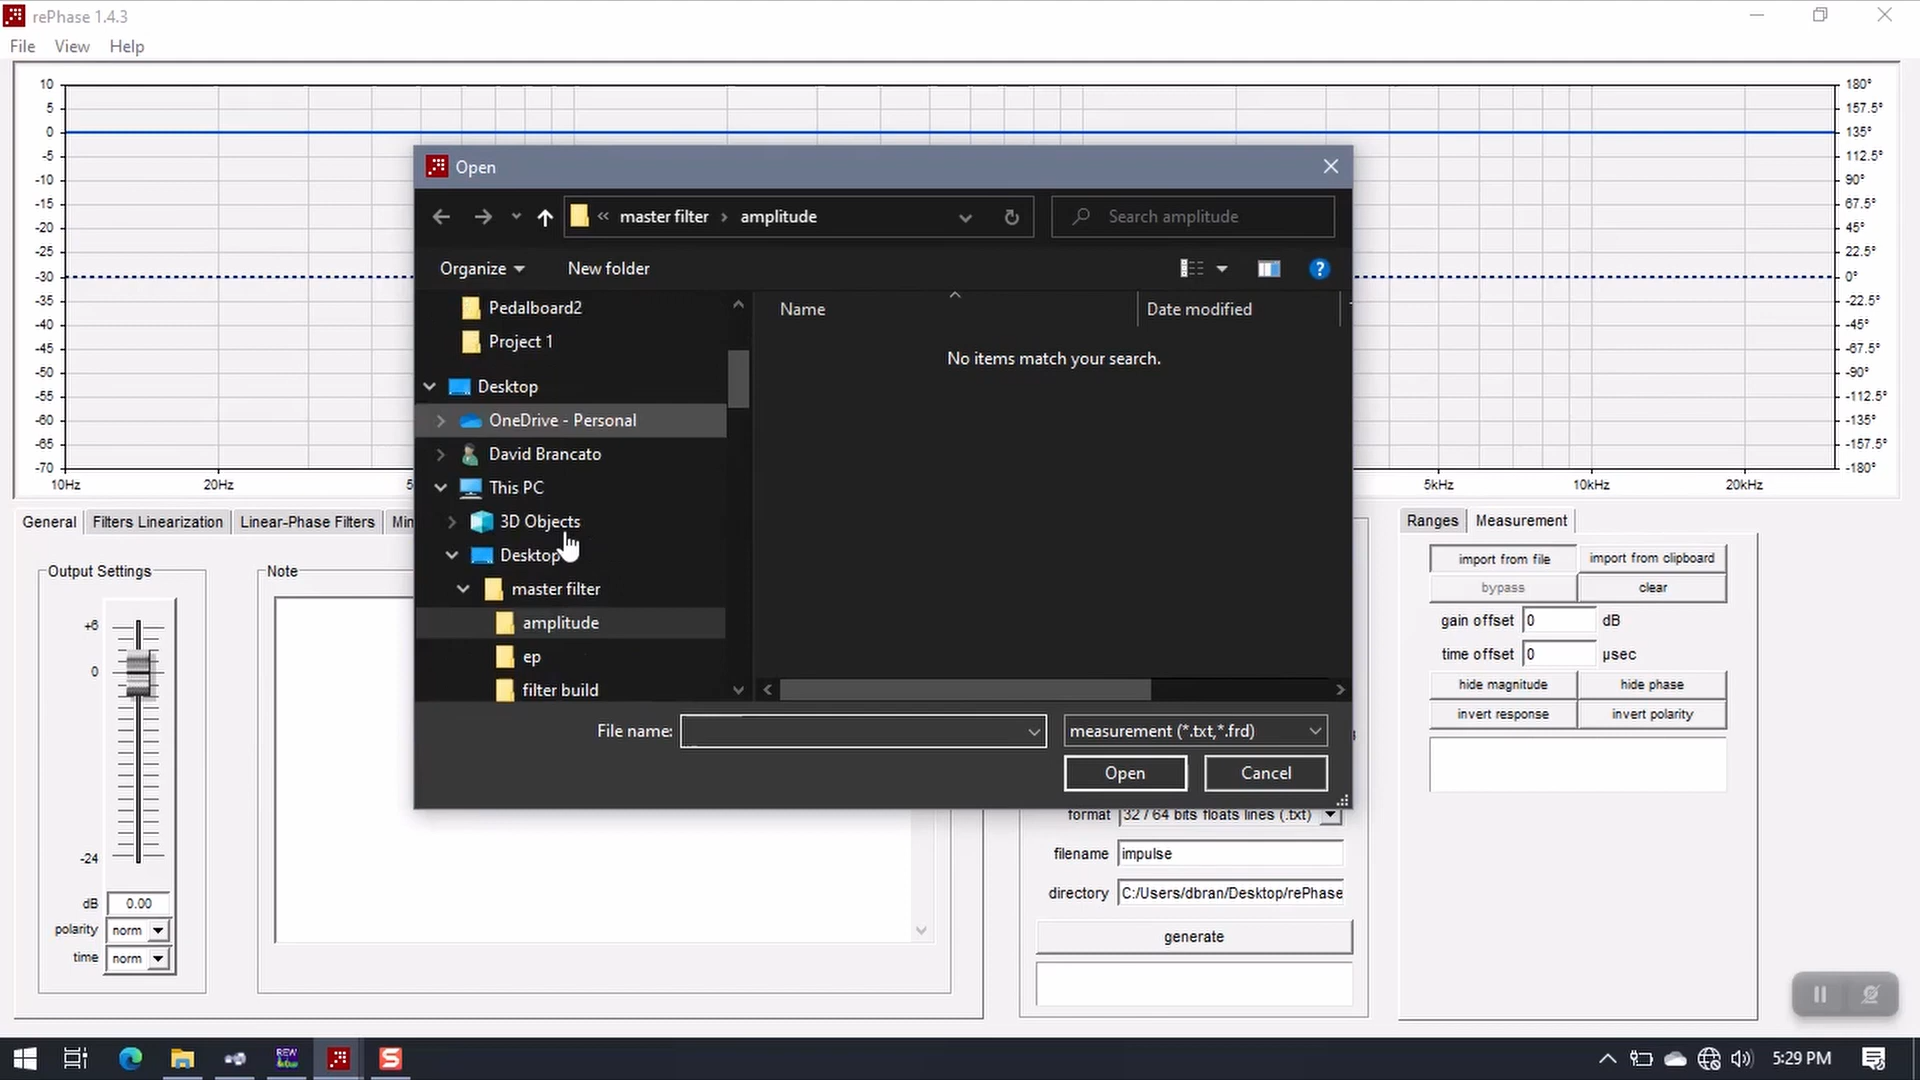 rePhase 1.4.3
File View Help
10
5
0
-5
-10
-15
-20
-25
-30
-35
-40
-45
-50
-55
-60
-65
-70
10Hz 20Hz 5kHz 10kHz 20kHz
180°
157.5°
135°
112.5°
90°
67.5°
45°
22.5°
0°
-22.5°
-45°
-67.5°
-90°
-112.5°
-135°
-157.5°
-180°
Open
« master filter > amplitude
Search amplitude
Organize New folder
?
Pedalboard2
Project 1
Desktop
OneDrive - Personal
David Brancato
This PC
3D Objects
Desktop
master filter
amplitude
ep
filter build
Name Date modified
No items match your search.
File name: measurement (*.txt,*.frd)
Open Cancel
General Filters Linearization Linear-Phase Filters
Output Settings
+6
0
-24
dB 0.00
polarity norm
time norm
Note
format 32 / 64 bits floats lines (.txt)
filename impulse
directory C:/Users/dbran/Desktop/rePhase
generate
Ranges Measurement
import from file import from clipboard
bypass clear
gain offset 0 dB
time offset 0 µsec
hide magnitude hide phase
invert response invert polarity
REW
S
5:29 PM